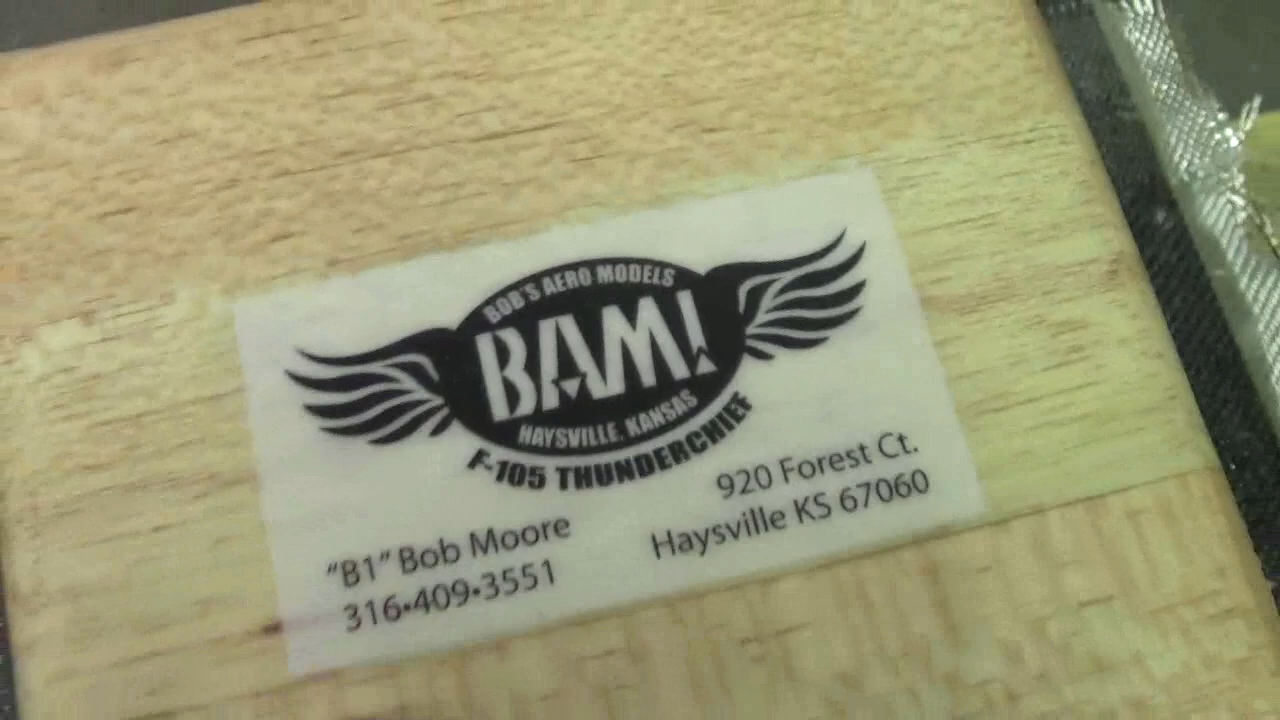 BOB'S AERO MODELS
BAM!
HAYSVILLE, KANSAS
F-105 THUNDERCHIEF
"B1" Bob Moore
316•409•3551
920 Forest Ct.
Haysville KS 67060